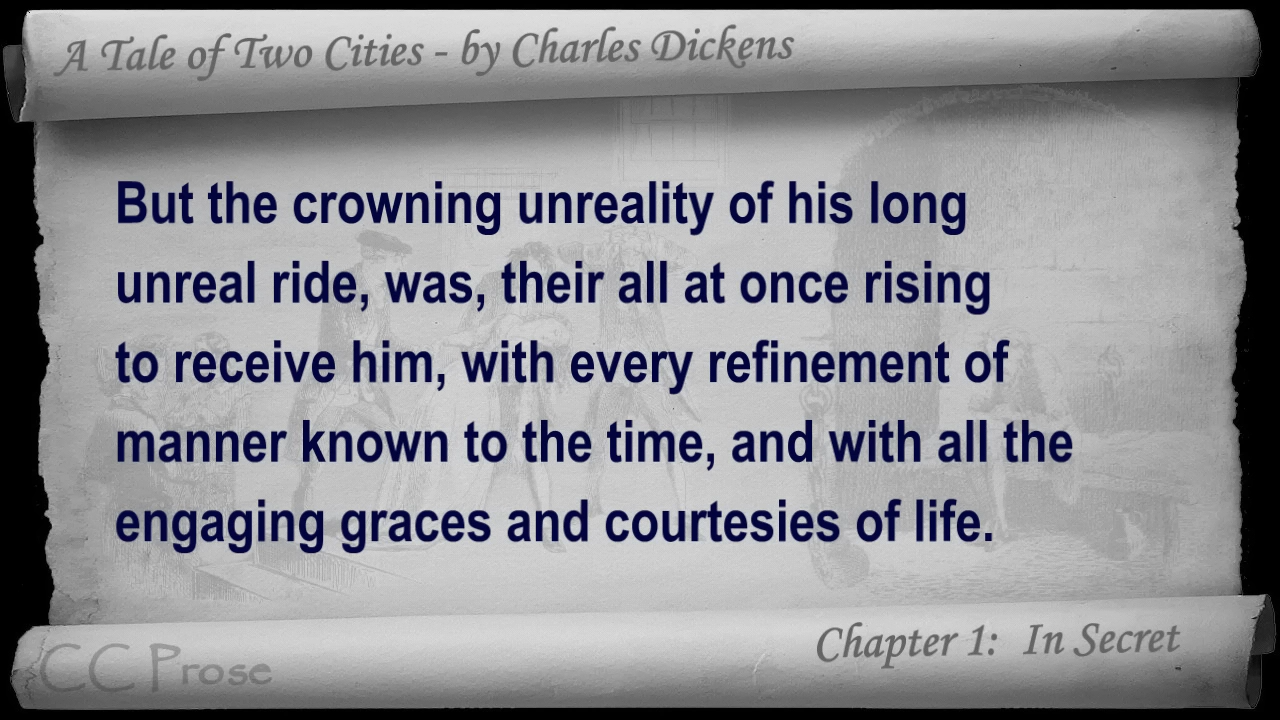 A Tale of Two Cities - by Charles Dickens
But the crowning unreality of his long
unreal ride, was, their all at once rising
to receive him, with every refinement of
manner known to the time, and with all the
engaging graces and courtesies of life.
Chapter 1: In Secret
CC Prose